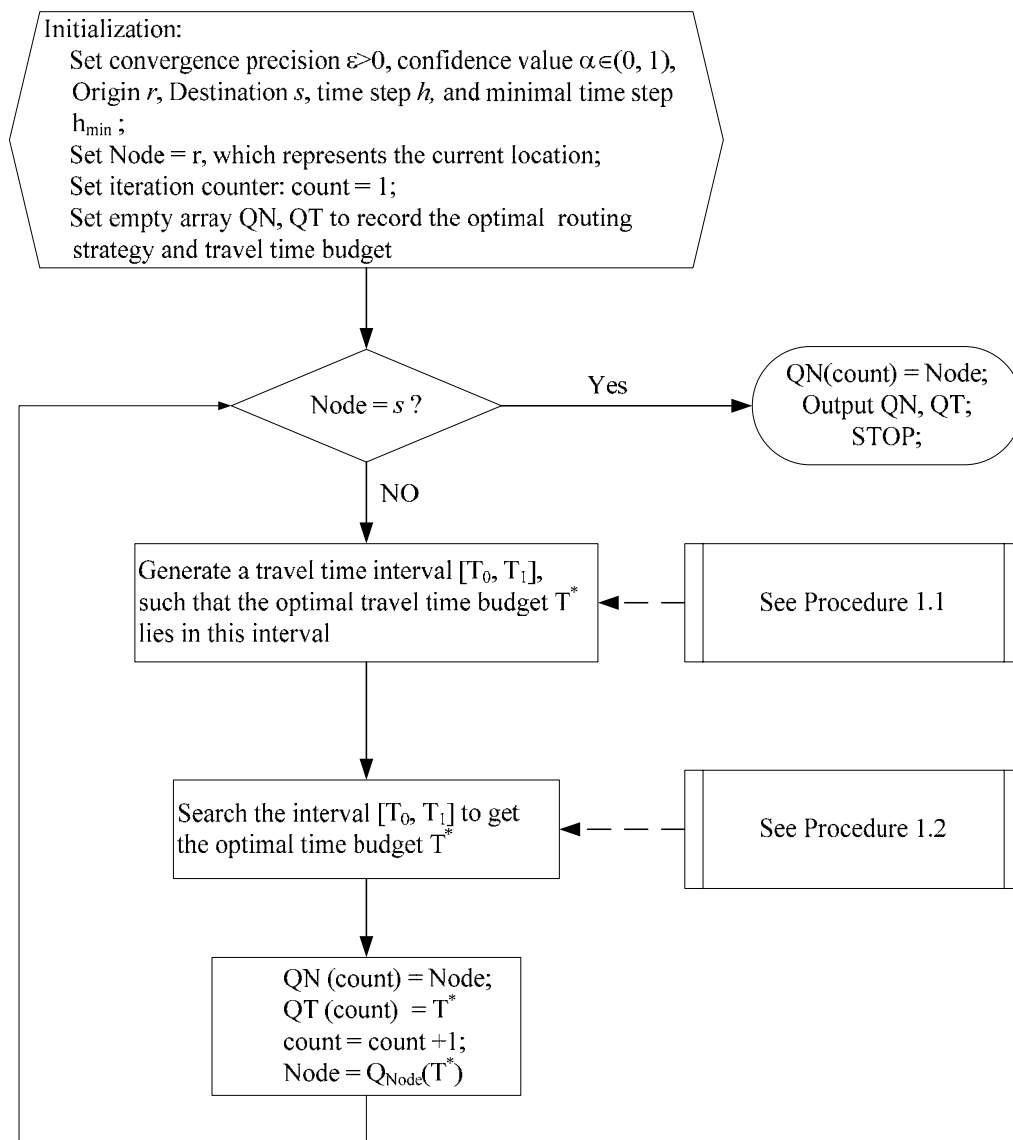 Initialization:
Set convergence precision ε>0, confidence value α∈(0, 1),
Origin r, Destination s, time step h, and minimal time step
hmin ;
Set Node = r, which represents the current location;
Set iteration counter: count = 1;
Set empty array QN, QT to record the optimal routing
strategy and travel time budget
Node = s ?
Yes
QN(count) = Node;
Output QN, QT;
STOP;
NO
Generate a travel time interval [T0, T1],
such that the optimal travel time budget T*
lies in this interval
See Procedure 1.1
Search the interval [T0, T1] to get
the optimal time budget T*
See Procedure 1.2
QN (count) = Node;
QT (count) = T*
count = count +1;
Node = QNode(T*)